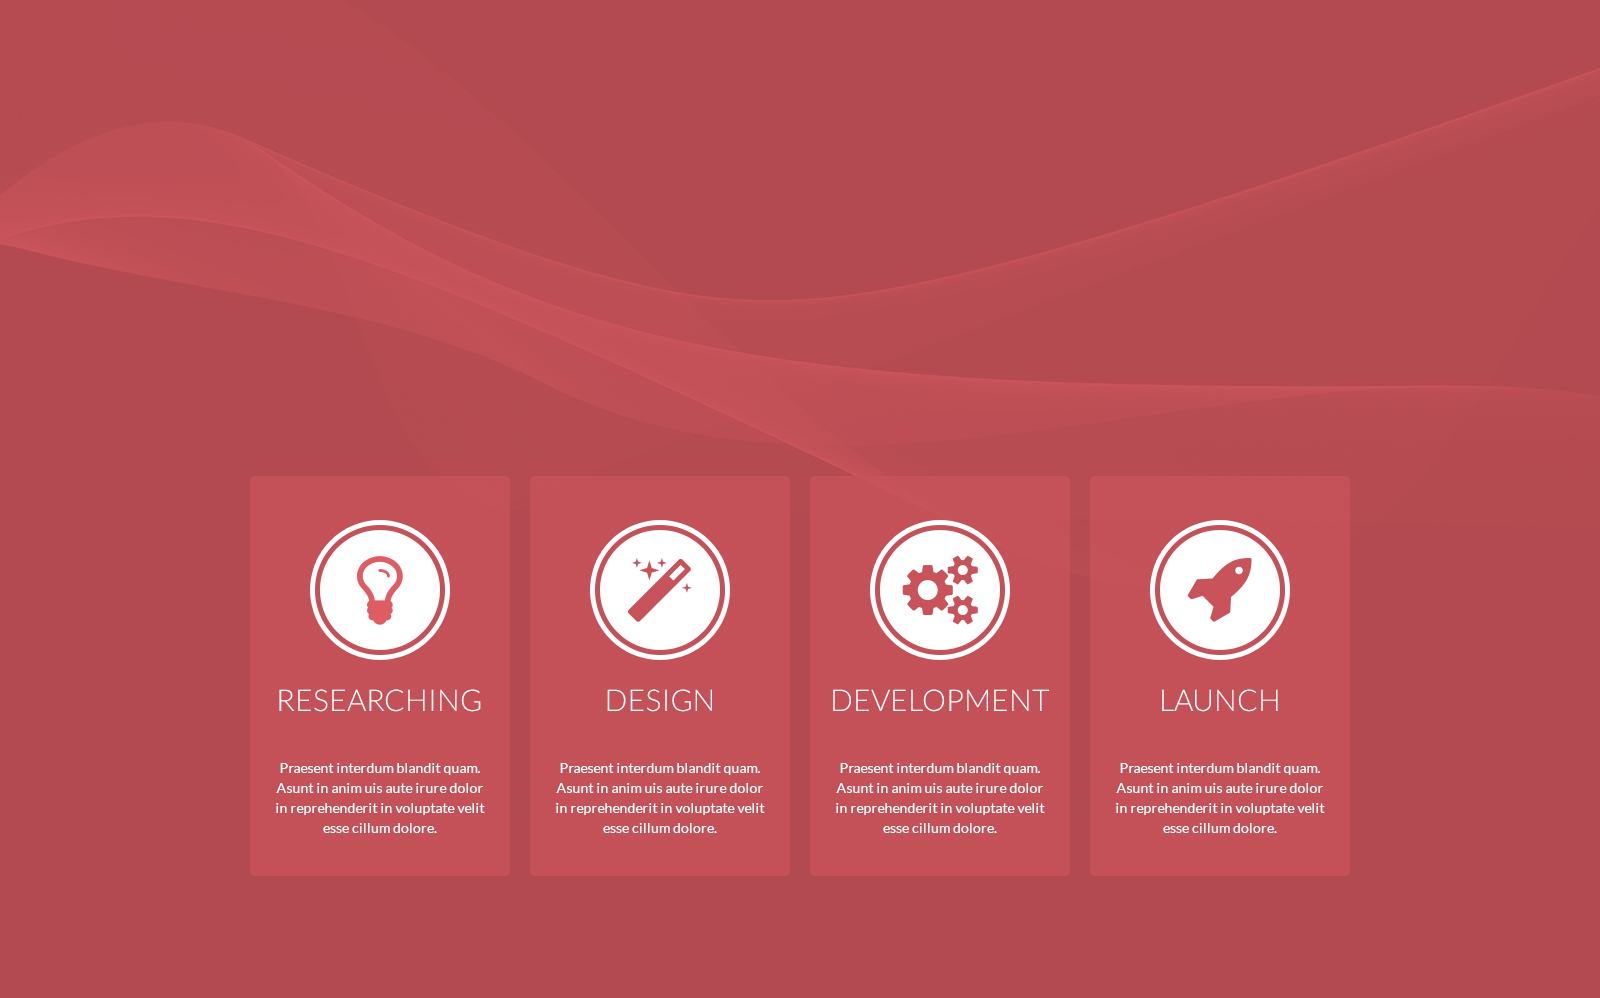 RESEARCHING
Praesent interdum blandit quam.
Asunt in anim uis aute irure dolor
in reprehenderit in voluptate velit
esse cillum dolore.
DESIGN
Praesent interdum blandit quam.
Asunt in anim uis aute irure dolor
in reprehenderit in voluptate velit
esse cillum dolore.
DEVELOPMENT
Praesent interdum blandit quam.
Asunt in anim uis aute irure dolor
in reprehenderit in voluptate velit
esse cillum dolore.
LAUNCH
Praesent interdum blandit quam.
Asunt in anim uis aute irure dolor
in reprehenderit in voluptate velit
esse cillum dolore.